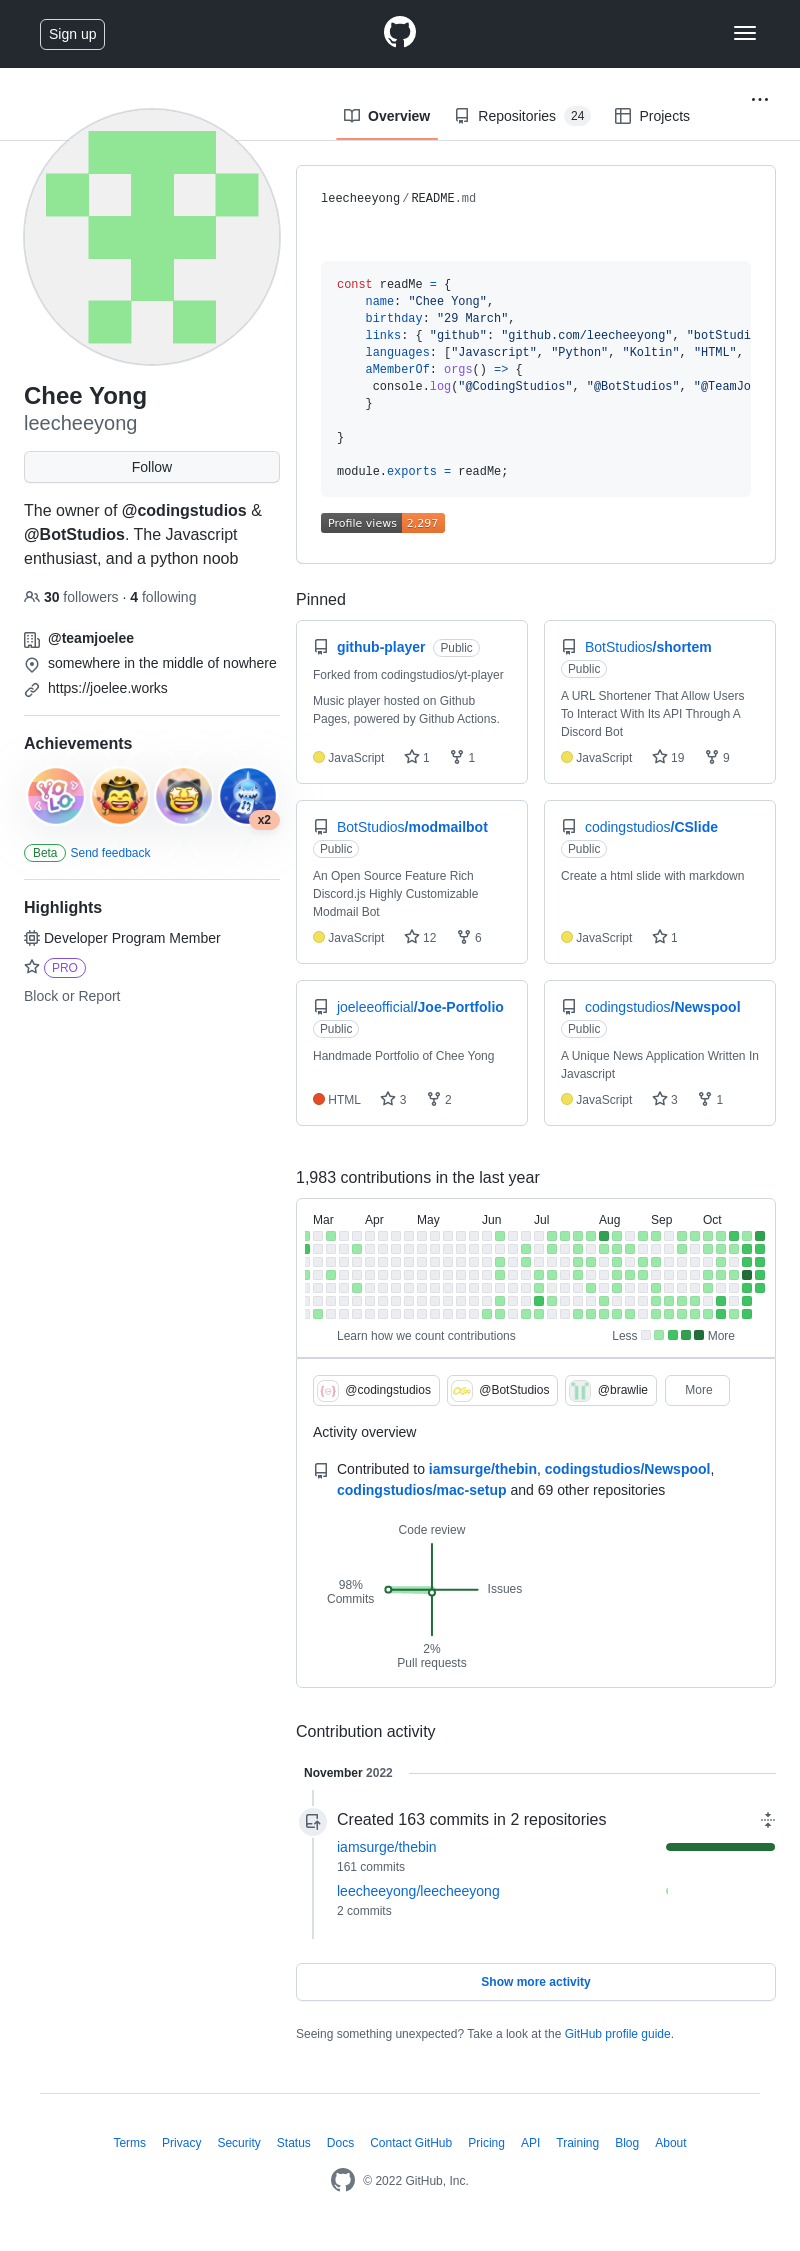 Sign up
Overview
Repositories 24
Projects
leecheeyong/README.md
const readMe = {
name: "Chee Yong",
birthday: "29 March",
links: { "github": "github.com/leecheeyong", "botStudi
languages: ["Javascript", "Python", "Koltin", "HTML",
aMemberOf: orgs() => {
console.log("@CodingStudios", "@BotStudios", "@TeamJo
}
}
module.exports = readMe;
Profile views 2,297
Chee Yong
leecheeyong
Follow
The owner of @codingstudios &
@BotStudios. The Javascript
enthusiast, and a python noob
30 followers · 4 following
@teamjoelee
somewhere in the middle of nowhere
https://joelee.works
Achievements
YOLO
x2
Beta Send feedback
Highlights
Developer Program Member
PRO
Block or Report
Pinned
github-player Public
Forked from codingstudios/yt-player
Music player hosted on Github
Pages, powered by Github Actions.
JavaScript 1 1
BotStudios/shortem
Public
A URL Shortener That Allow Users
To Interact With Its API Through A
Discord Bot
JavaScript 19 9
BotStudios/modmailbot
Public
An Open Source Feature Rich
Discord.js Highly Customizable
Modmail Bot
JavaScript 12 6
codingstudios/CSlide
Public
Create a html slide with markdown
JavaScript 1
joeleeofficial/Joe-Portfolio
Public
Handmade Portfolio of Chee Yong
HTML 3 2
codingstudios/Newspool
Public
A Unique News Application Written In
Javascript
JavaScript 3 1
1,983 contributions in the last year
Mar Apr May Jun Jul Aug Sep Oct
Learn how we count contributions
Less More
@codingstudios
@BotStudios
@brawlie
More
Activity overview
Contributed to iamsurge/thebin, codingstudios/Newspool,
codingstudios/mac-setup and 69 other repositories
Code review
98%
Commits
Issues
2%
Pull requests
Contribution activity
November 2022
Created 163 commits in 2 repositories
iamsurge/thebin
161 commits
leecheeyong/leecheeyong
2 commits
Show more activity
Seeing something unexpected? Take a look at the GitHub profile guide.
Terms Privacy Security Status Docs Contact GitHub Pricing API Training Blog About
© 2022 GitHub, Inc.